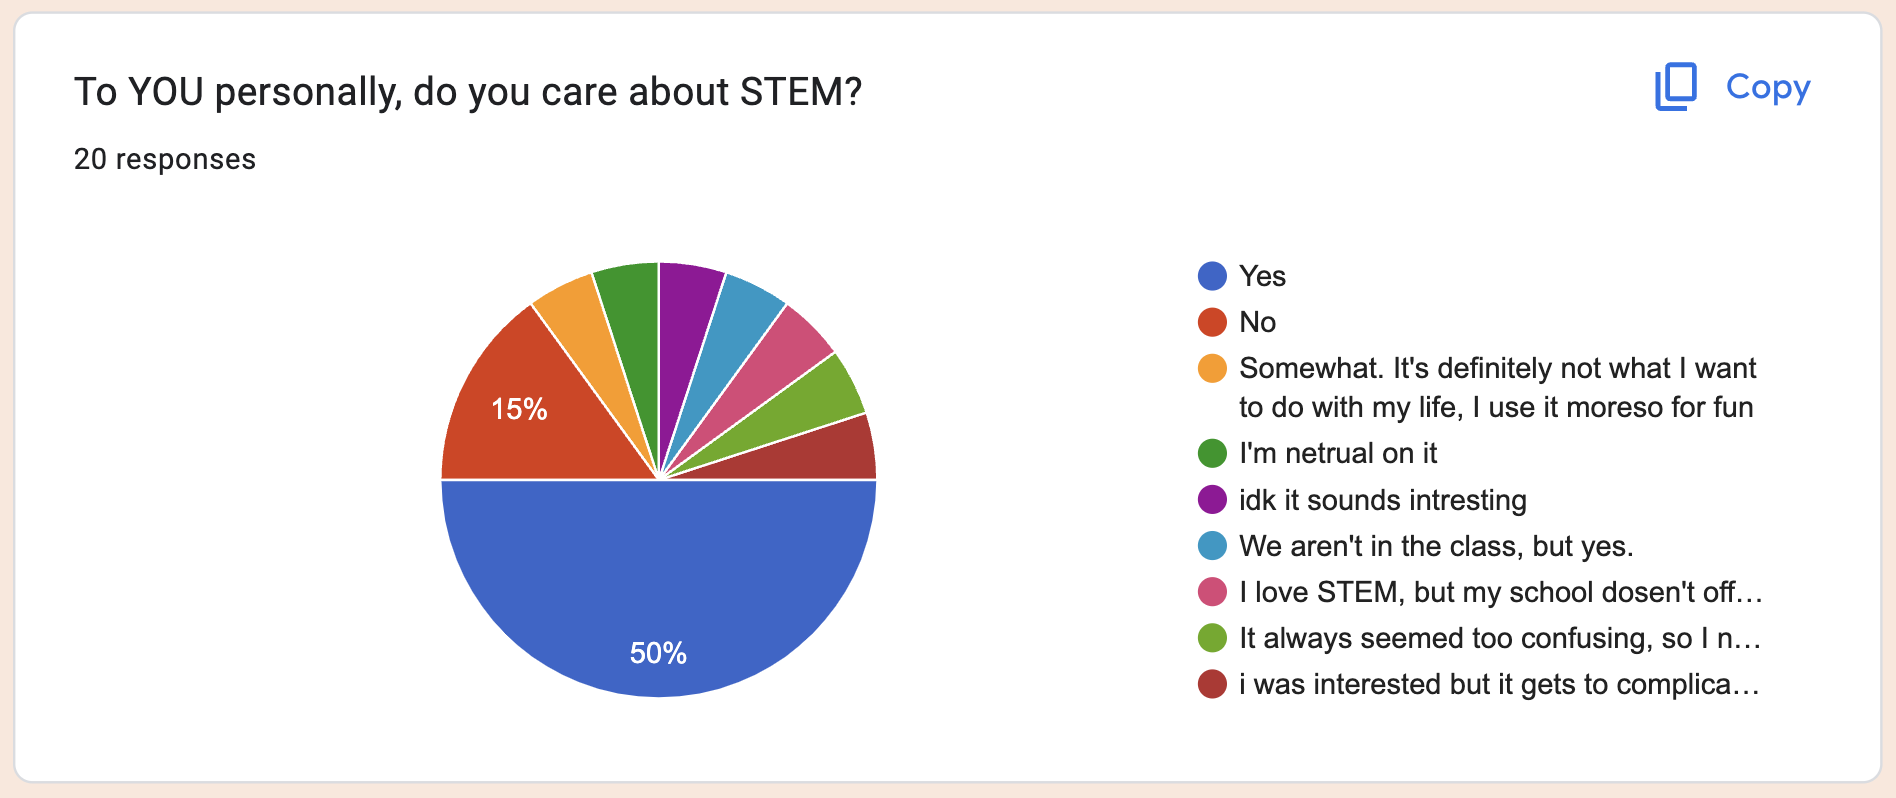 To YOU personally, do you care about STEM?
Copy
20 responses
15%
50%
Yes
No
Somewhat. It's definitely not what I want
to do with my life, I use it moreso for fun
I'm netrual on it
idk it sounds intresting
We aren't in the class, but yes.
I love STEM, but my school dosen't off…
It always seemed too confusing, so I n…
i was interested but it gets to complica…